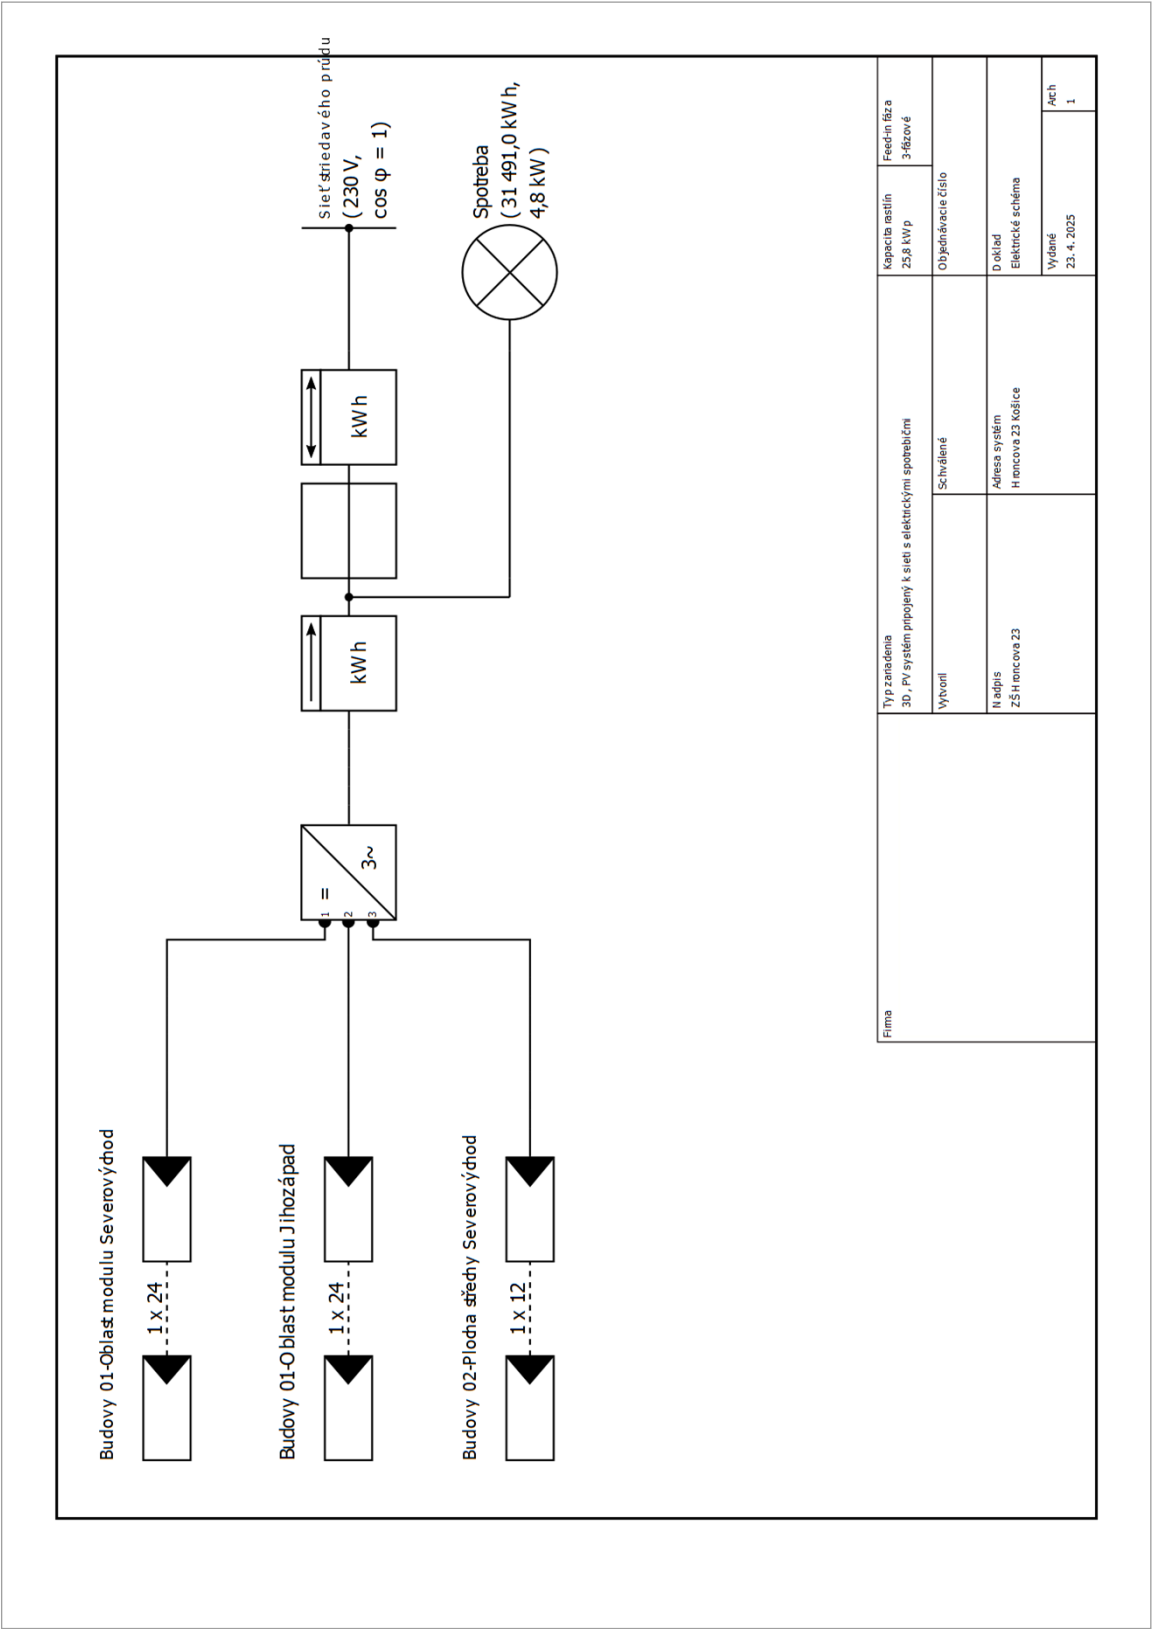 Budovy 01-Oblast modulu Severovýchod
1 x 24
Budovy 01-Oblast modulu Jihozápad
1 x 24
Budovy 02-Plocha střechy Severovýchod
1 x 12
1
2
3
=
3~
kWh
kWh
Sieť striedavého prúdu
(230 V,
cos φ = 1)
Spotreba
(31 491,0 kWh,
4,8 kW)
Firma
Typ zariadenia
3D, PV systém pripojený k sieti s elektrickými spotrebičmi
Kapacita rastlín
25,8 kWp
Feed-in fáza
3-fázové
Vytvoril
Schválené
Objednávacie číslo
Nadpis
ZŠ Hroncova 23
Adresa systém
Hroncova 23 Košice
Doklad
Elektrické schéma
Vydané
23. 4. 2025
Arch
1